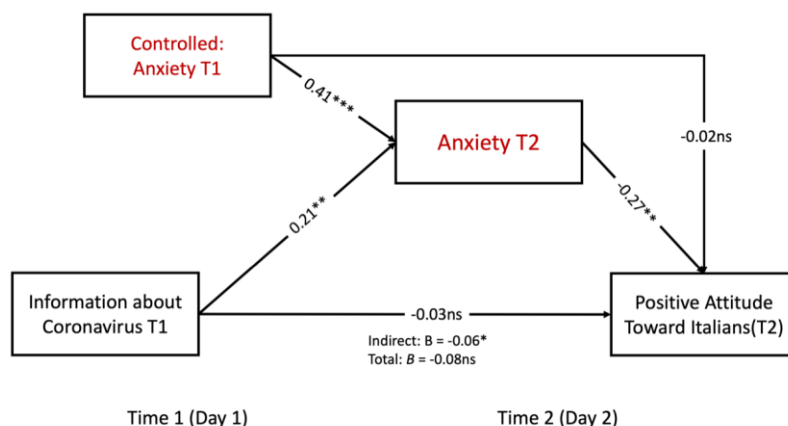 Controlled:
Anxiety T1
0.41***
Anxiety T2
-0.02ns
0.21**
-0.27**
Information about
Coronavirus T1
-0.03ns
Indirect: B = -0.06*
Total: B = -0.08ns
Positive Attitude
Toward Italians(T2)
Time 1 (Day 1)
Time 2 (Day 2)